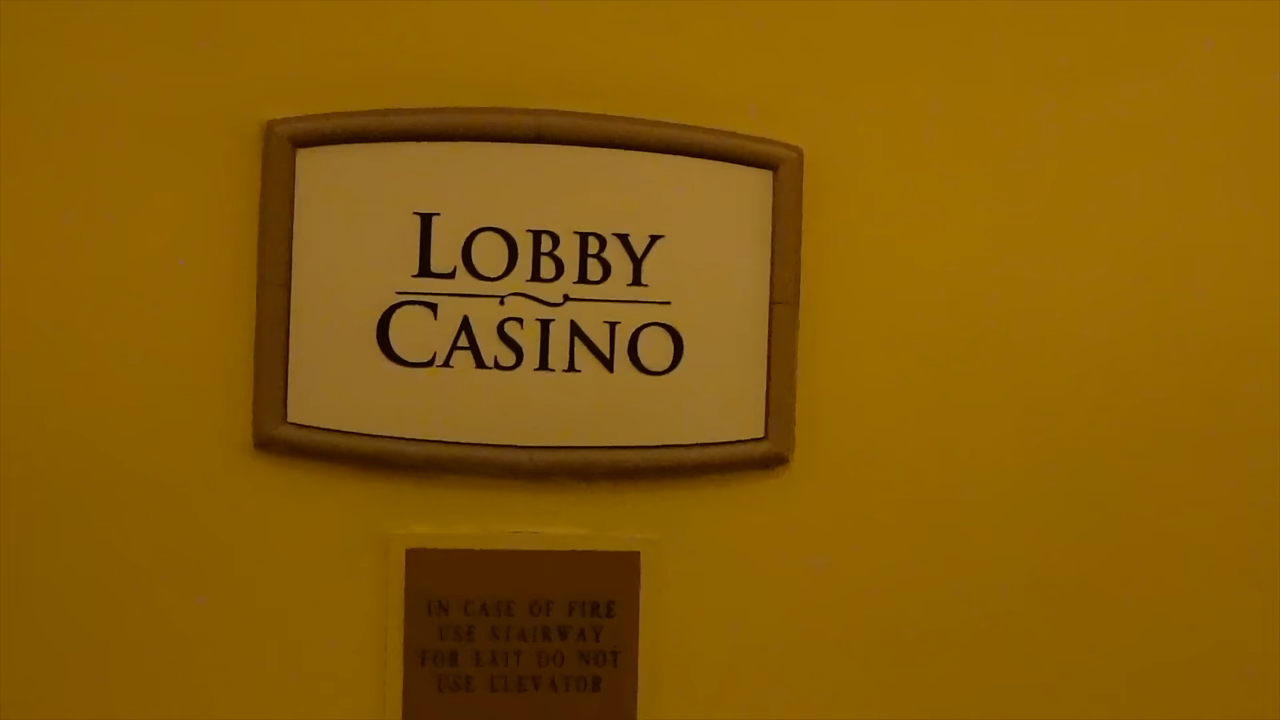 LOBBY
CASINO
IN CASE OF FIRE
USE STAIRWAY
FOR EXIT DO NOT
USE ELEVATOR